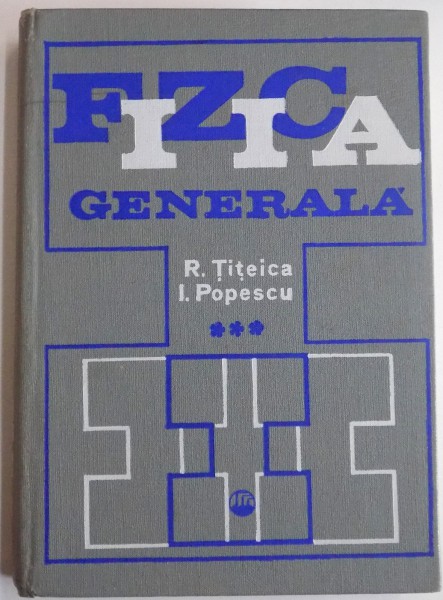 FIZICA
GENERALĂ
R. Țițeica
I. Popescu
***